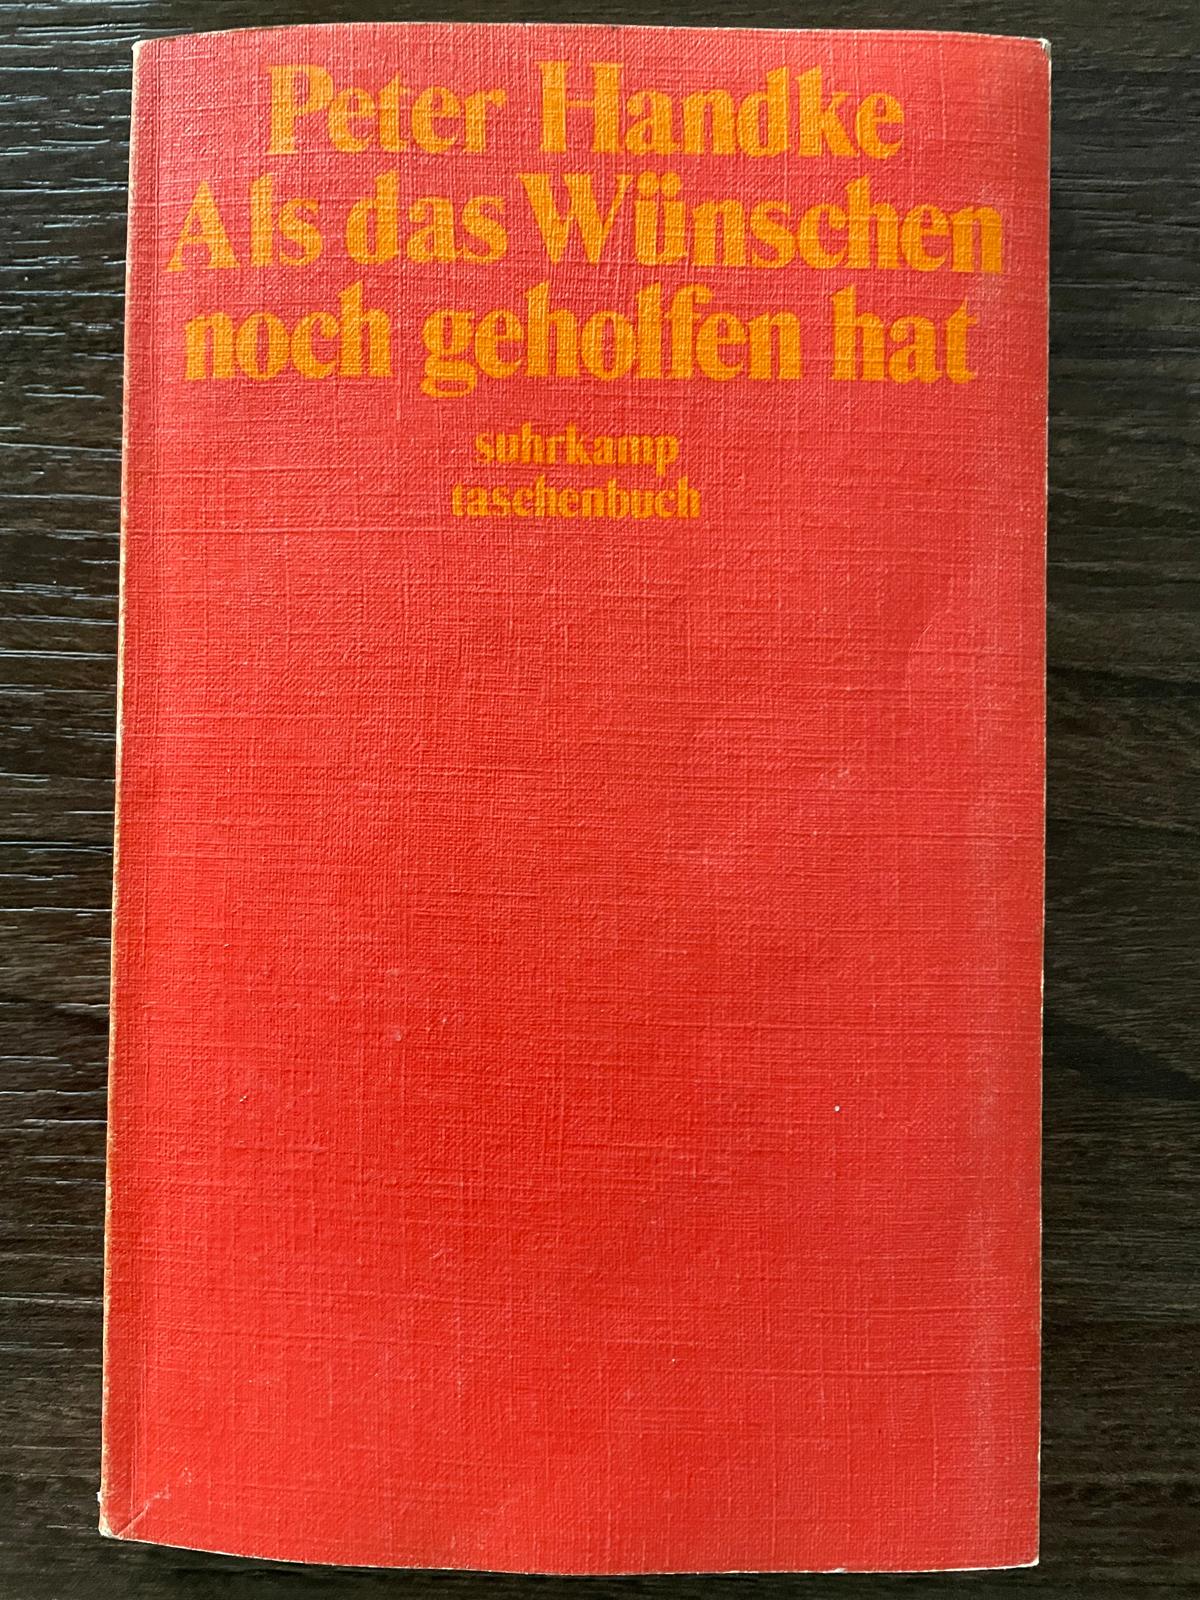 Peter Handke
Als das Wünschen
noch geholfen hat
suhrkamp
taschenbuch